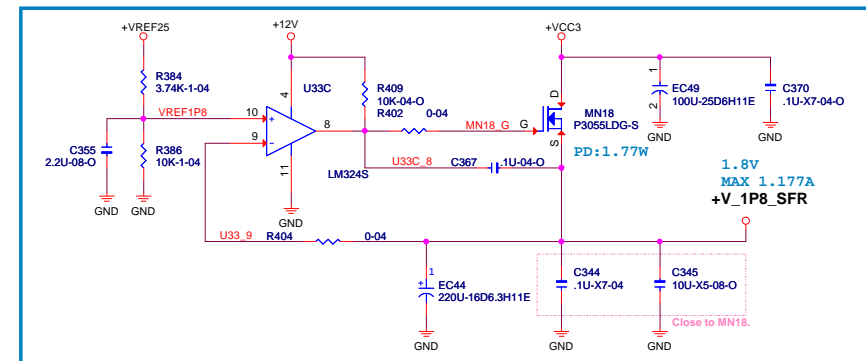 +VREF25
+12V
+VCC3
R384
3.74K-1-04
4
U33C
R409
10K-04-O
R402
0-04
D
1
EC49
100U-25D6H11E
2
C370
.1U-X7-04-O
VREF1P8
10
+
9
-
8
MN18_G
G
MN18
P3055LDG-S
S
PD:1.77W
GND
GND
C355
2.2U-08-O
R386
10K-1-04
11
LM324S
U33C_8
C367
.1U-04-O
1.8V
MAX 1.177A
+V_1P8_SFR
GND
GND
GND
U33_9
R404
0-04
1
+
EC44
220U-16D6.3H11E
C344
.1U-X7-04
C345
10U-X5-08-O
Close to MN18.
GND
GND
GND